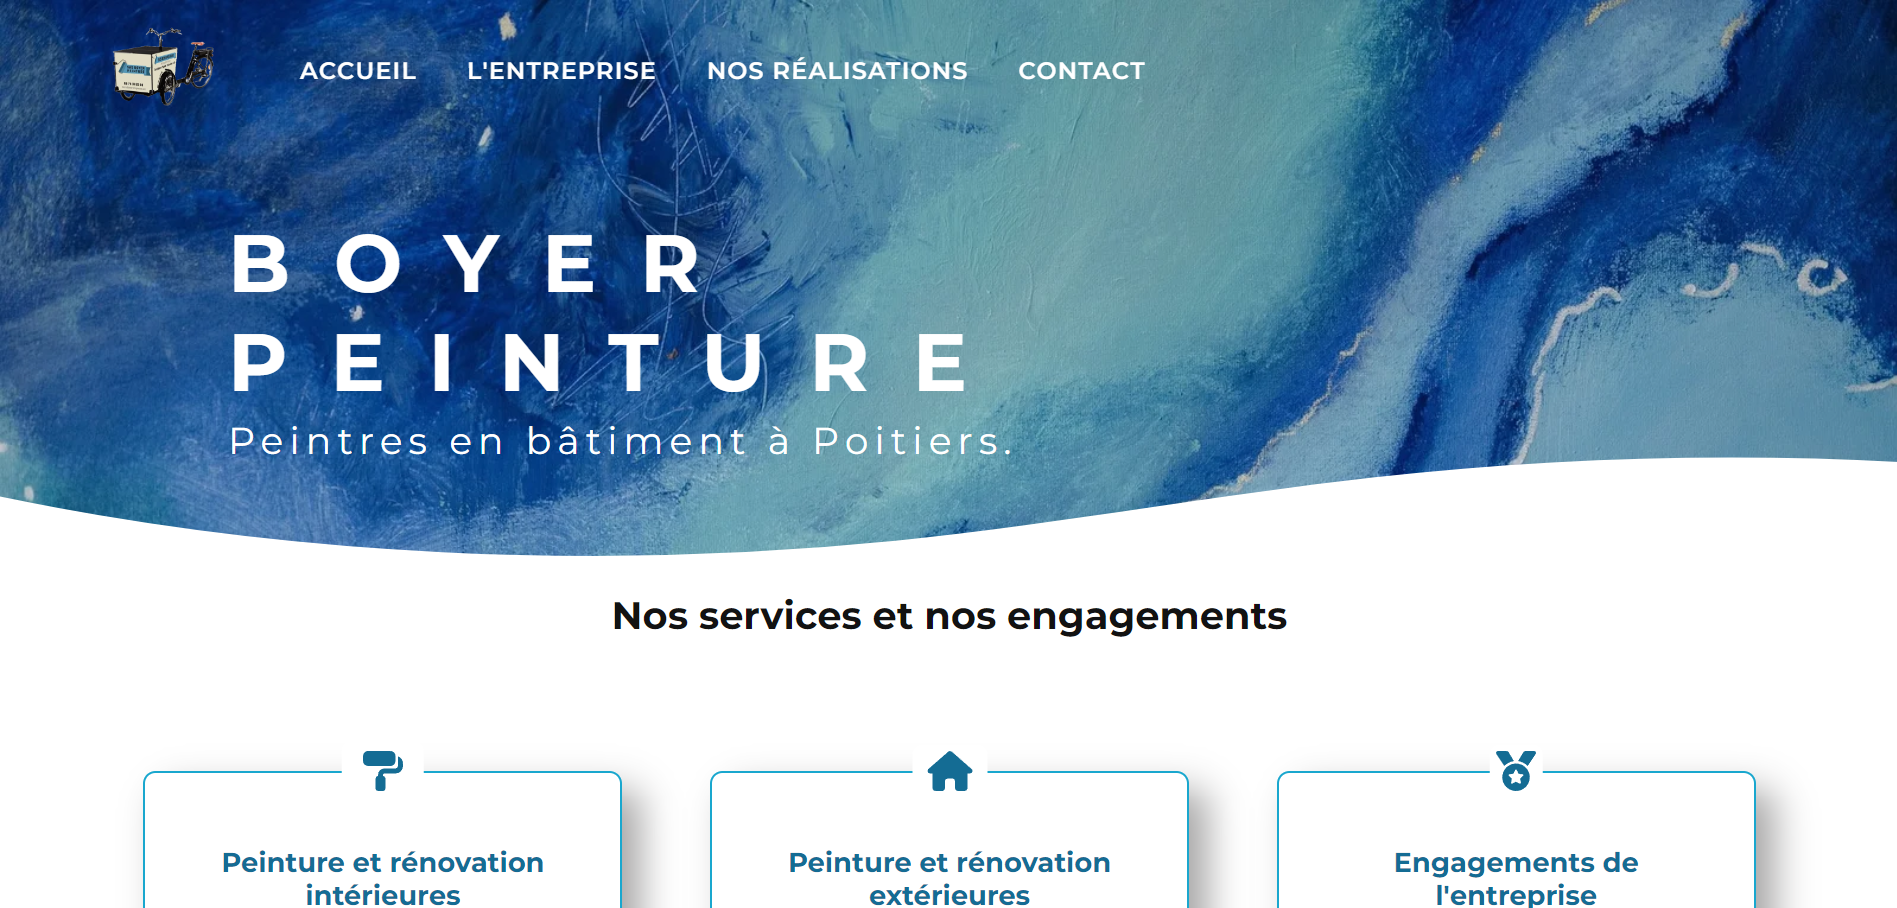 ACCUEIL L'ENTREPRISE NOS RÉALISATIONS CONTACT
BOYER
PEINTURE
Peintres en bâtiment à Poitiers.
Nos services et nos engagements
Peinture et rénovation
intérieures
Peinture et rénovation
extérieures
Engagements de
l'entreprise